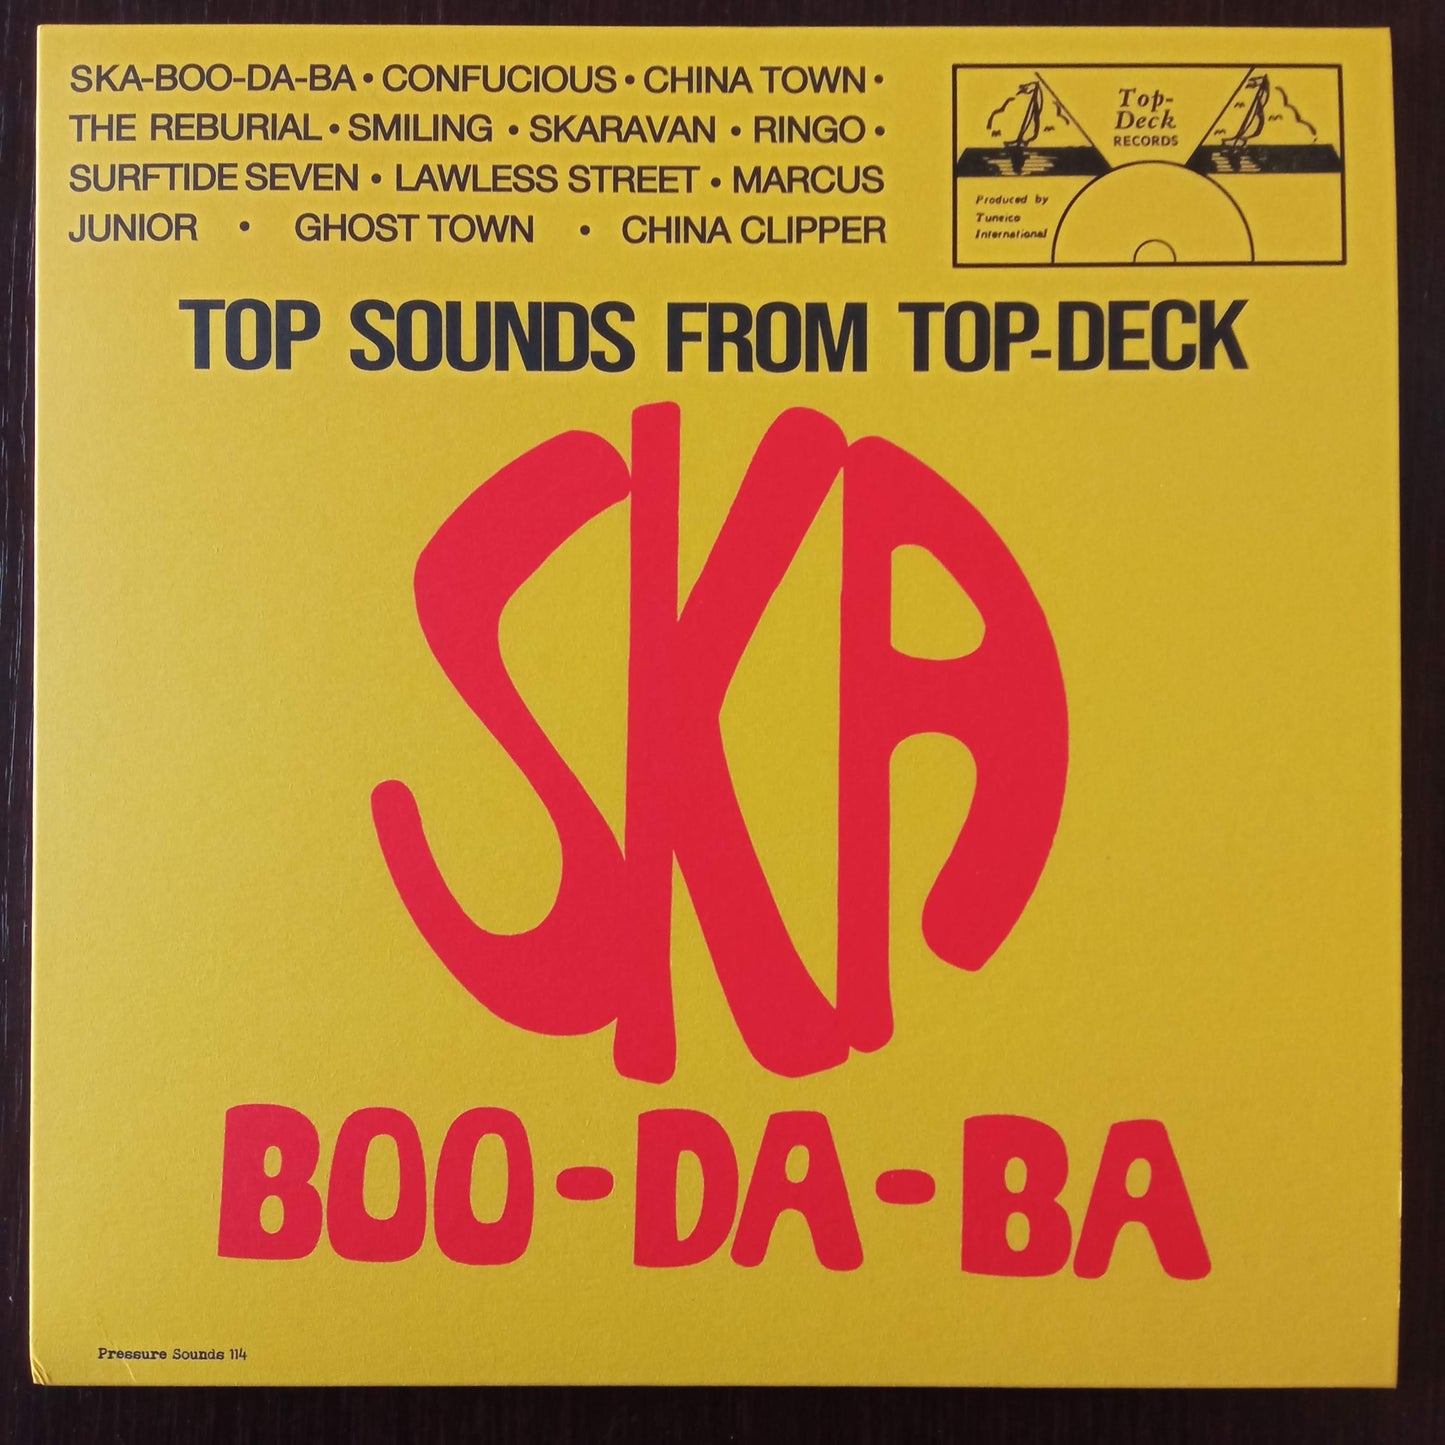 SKA-BOO-DA-BA • CONFUCIOUS • CHINA TOWN •
THE REBURIAL • SMILING • SKARAVAN • RINGO •
SURFTIDE SEVEN • LAWLESS STREET • MARCUS
JUNIOR • GHOST TOWN • CHINA CLIPPER
Top-
Deck
RECORDS
Produced by
Tuneico
International
TOP SOUNDS FROM TOP-DECK
SKA
BOO-DA-BA
Pressure Sounds 114